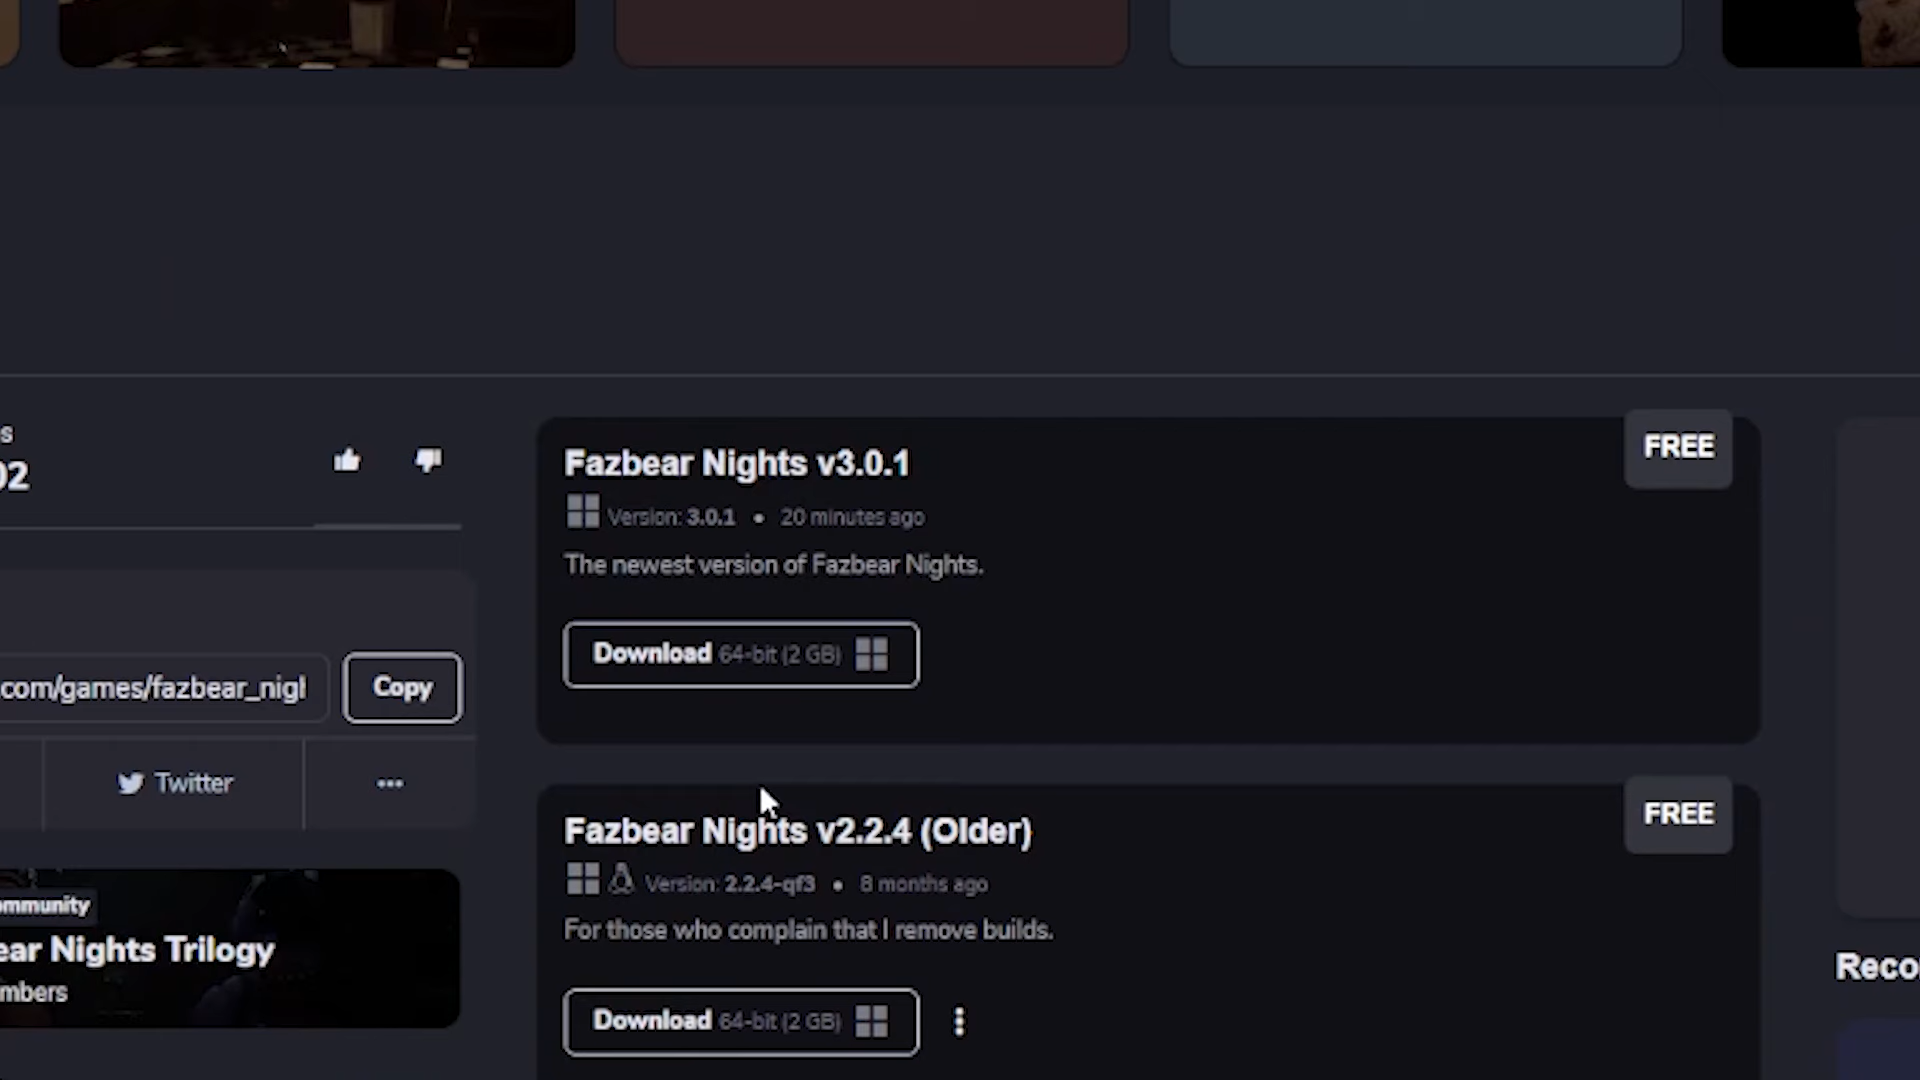 s
02
Fazbear Nights v3.0.1
FREE
Version: 3.0.1 • 20 minutes ago
The newest version of Fazbear Nights.
Download 64-bit (2 GB)
com/games/fazbear_nigh
Copy
Twitter
Fazbear Nights v2.2.4 (Older)
FREE
Version: 2.2.4-qf3 • 8 months ago
For those who complain that I remove builds.
Download 64-bit (2 GB)
ommunity
ear Nights Trilogy
mbers
Reco